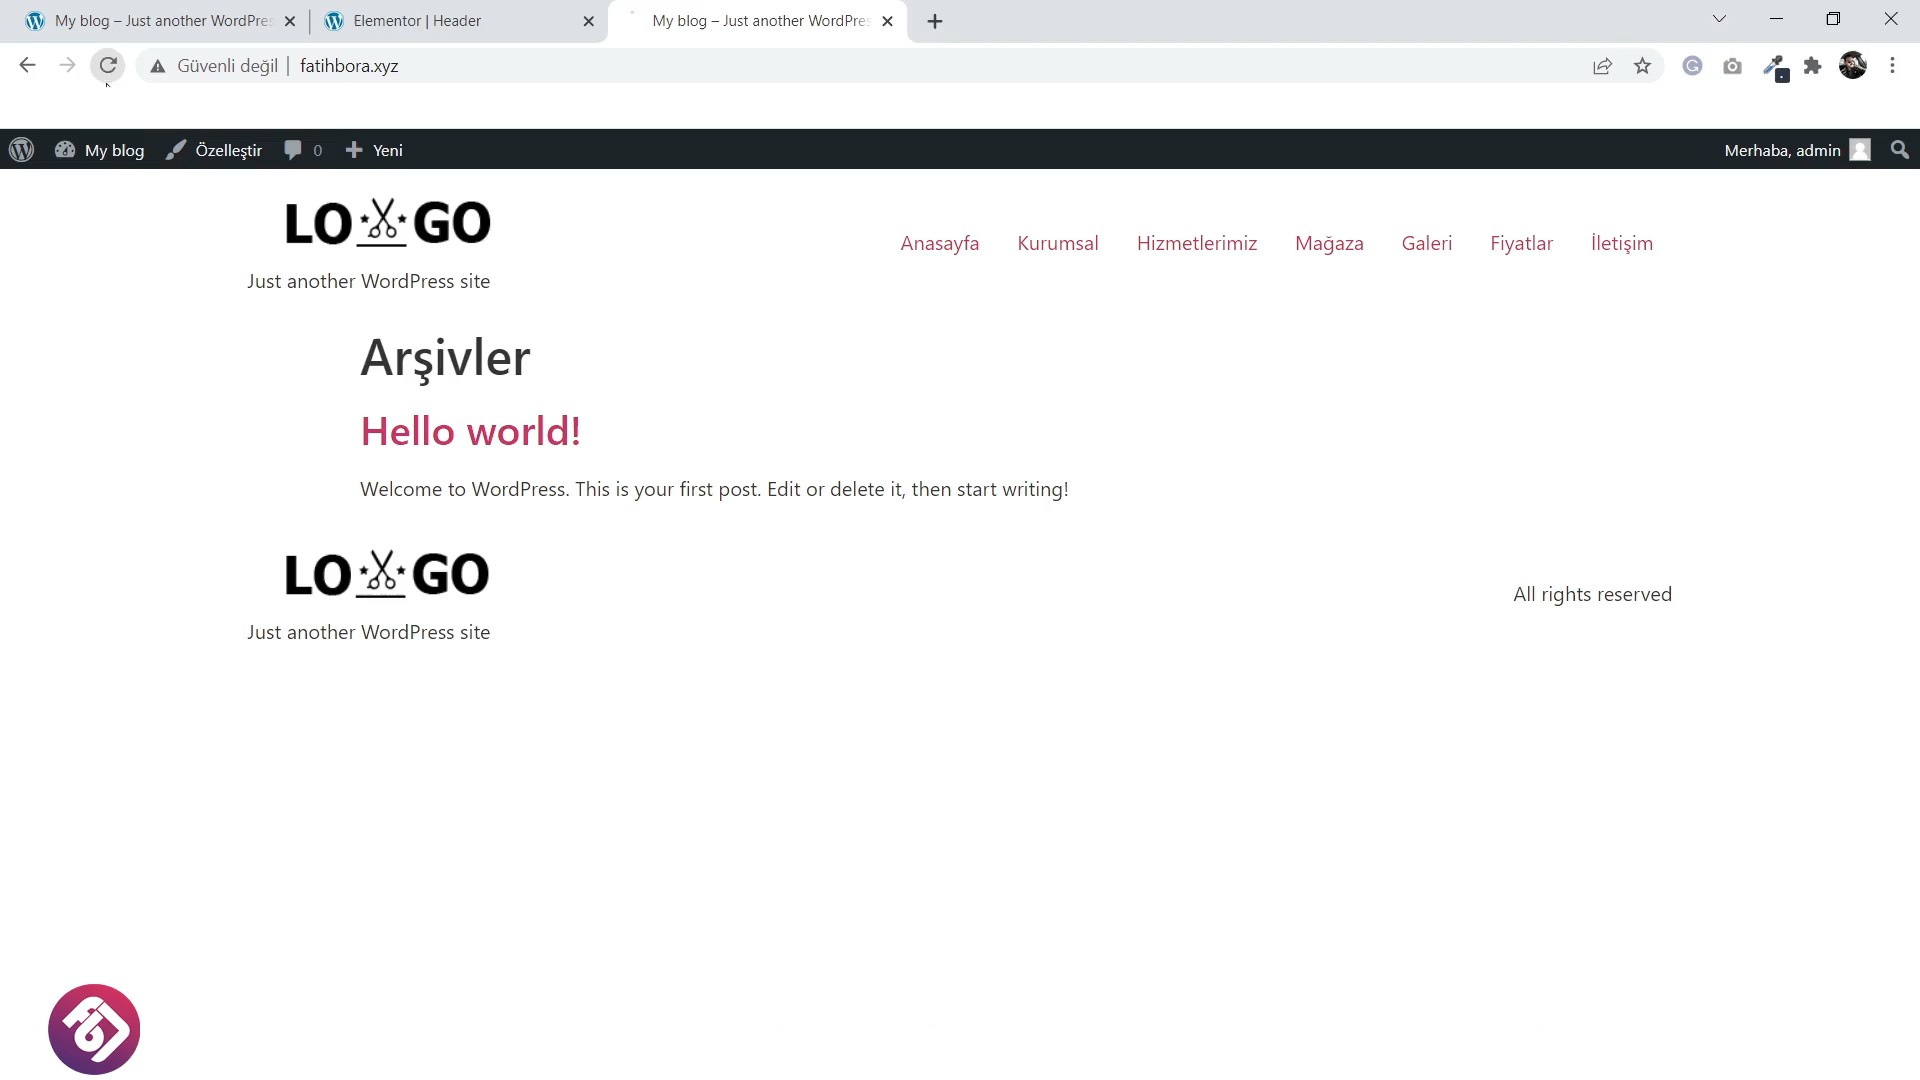 My blog – Just another WordPres
Elementor | Header
My blog – Just another WordPres
Güvenli değil | fatihbora.xyz
My blog
Özelleştir
0
Yeni
Merhaba, admin
LO GO
Just another WordPress site
Anasayfa
Kurumsal
Hizmetlerimiz
Mağaza
Galeri
Fiyatlar
İletişim
Arşivler
Hello world!
Welcome to WordPress. This is your first post. Edit or delete it, then start writing!
LO GO
Just another WordPress site
All rights reserved